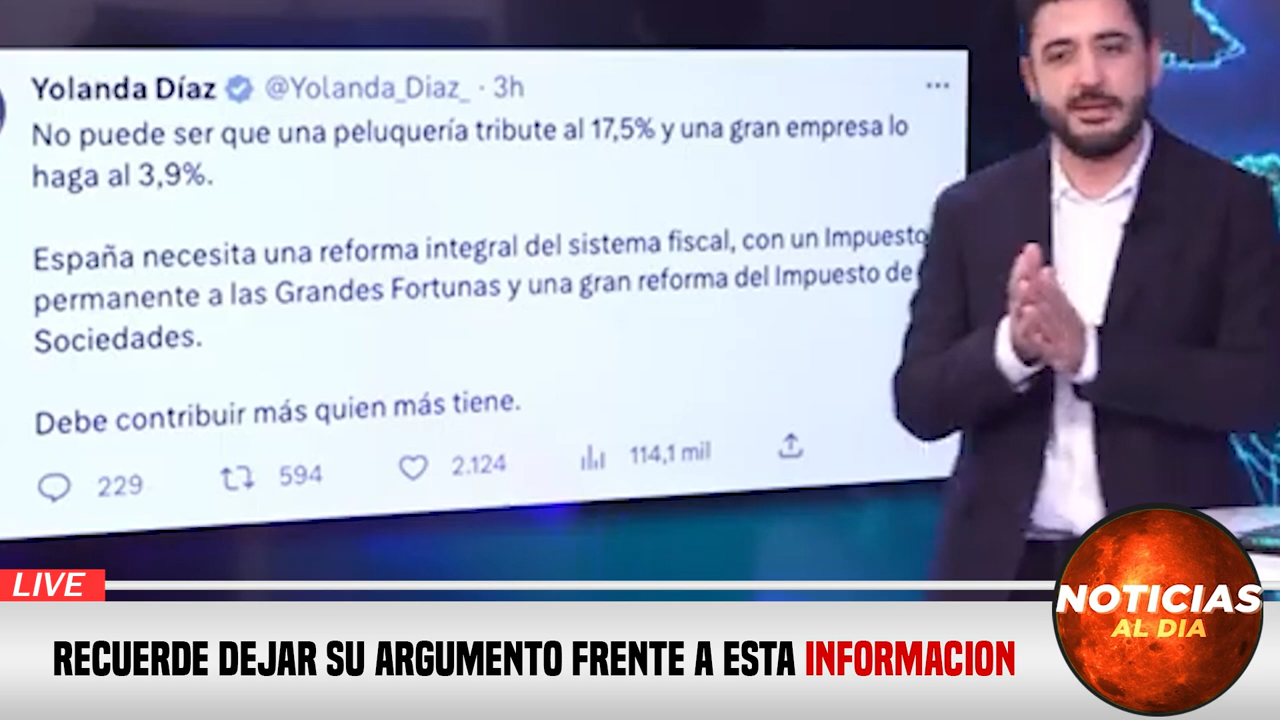 Yolanda Díaz @Yolanda_Diaz_ · 3h
No puede ser que una peluquería tribute al 17,5% y una gran empresa lo
haga al 3,9%.
España necesita una reforma integral del sistema fiscal, con un Impuesto
permanente a las Grandes Fortunas y una gran reforma del Impuesto de
Sociedades.
Debe contribuir más quien más tiene.
229 594 2.124 114,1 mil
LIVE
NOTICIAS
AL DIA
RECUERDE DEJAR SU ARGUMENTO FRENTE A ESTA INFORMACION